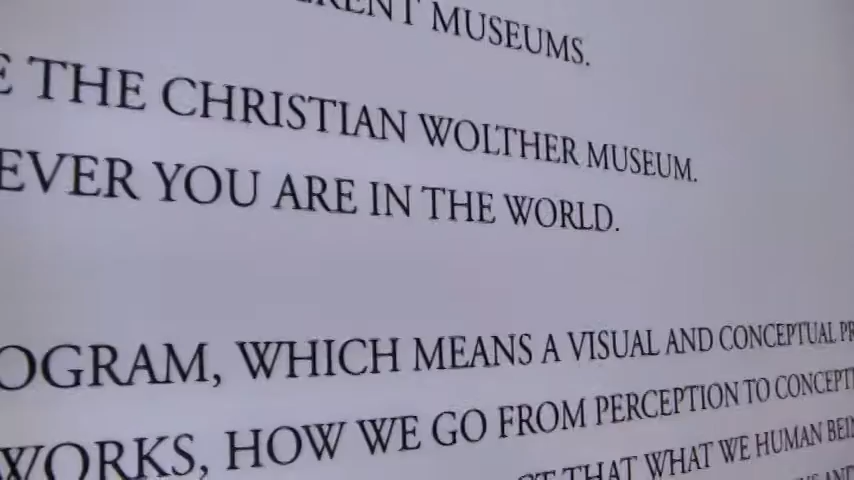 MUSEUMS.
THE CHRISTIAN WOLTHER MUSEUM.
EVER YOU ARE IN THE WORLD.
OGRAM, WHICH MEANS A VISUAL AND CONCEPTUAL
WORKS, HOW WE GO FROM PERCEPTION TO
THAT WHAT WE HUMAN